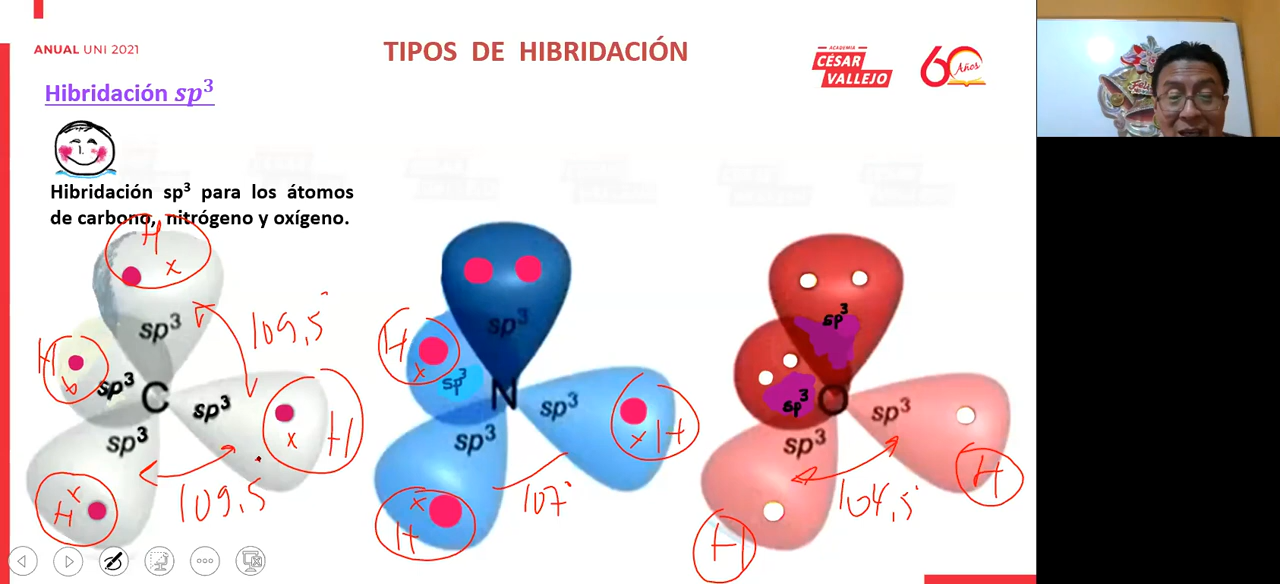 ANUAL UNI 2021
TIPOS DE HIBRIDACIÓN
ACADEMIA
CÉSAR
VALLEJO
60
Años
Hibridación sp³
Hibridación sp³ para los átomos
de carbono, nitrógeno y oxígeno.
H
x
sp³
109,5°
H
x
sp³
C
sp³
x
H
sp³
109,5
H
x
sp³
H
x
sp³
N
sp³
x H
sp³
107°
x
H
sp³
sp³
O
sp³
sp³
104,5°
H
H